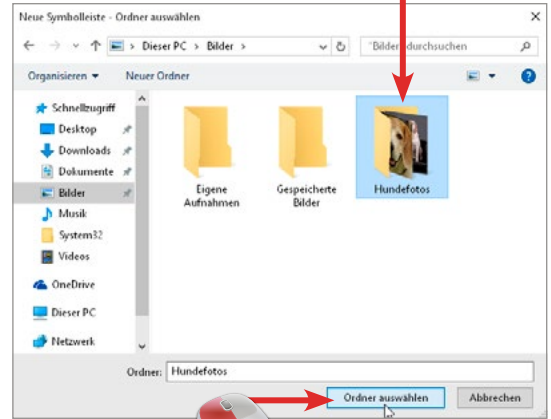 Neue Symbolleiste - Ordner auswählen
Dieser PC > Bilder >
"Bilder" durchsuchen
Organisieren
Neuer Ordner
Schnellzugriff
Desktop
Downloads
Dokumente
Bilder
Musik
System32
Videos
OneDrive
Dieser PC
Netzwerk
Eigene
Aufnahmen
Gespeicherte
Bilder
Hundefotos
Ordner: Hundefotos
Ordner auswählen
Abbrechen